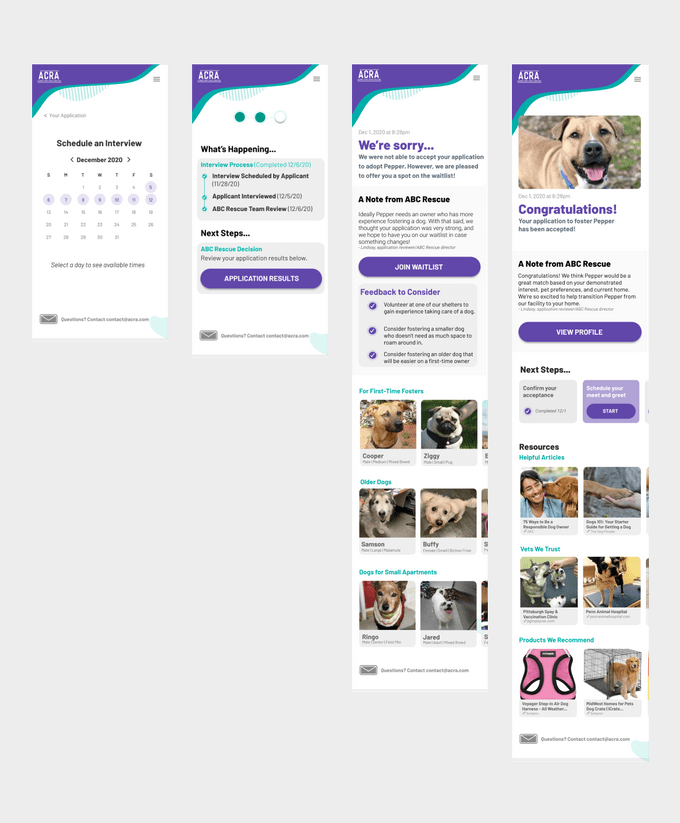 ACRA
< Your Application
Schedule an Interview
< December 2020 >
S M T W T F S
1 2 3 4 5
6 7 8 9 10 11 12
13 14 15 16 17 18 19
20 21 22 23 24 25 26
27 28 29 30 31
Select a day to see available times
Questions? Contact contact@acra.com
ACRA
What's Happening...
Interview Process (Completed 12/6/20)
Interview Scheduled by Applicant
(11/28/20)
Applicant Interviewed (12/5/20)
ABC Rescue Team Review (12/6/20)
Next Steps...
ABC Rescue Decision
Review your application results below.
APPLICATION RESULTS
Questions? Contact contact@acra.com
ACRA
Dec 1, 2020 at 8:28pm
We're sorry...
We were not able to accept your application
to adopt Pepper. However, we are pleased
to offer you a spot on the waitlist!
A Note from ABC Rescue
Ideally Pepper needs an owner who has more
experience fostering a dog. With that said, we
thought your application was very strong, and
we hope to have you on our waitlist in case
something changes!
- Lindsay, application reviewer/ABC Rescue director
JOIN WAITLIST
Feedback to Consider
Volunteer at one of our shelters to
gain experience taking care of a dog.
Consider fostering a smaller dog
who doesn't need as much space to
roam around in.
Consider fostering an older dog that
will be easier on a first-time owner
For First-Time Fosters
Cooper
Male | Medium | Mixed Breed
Ziggy
Male | Small | Pug
Older Dogs
Samson
Male | Large | Malamute
Buffy
Dogs for Small Apartments
Ringo
Jared
Questions? Contact contact@acra.com
ACRA
Dec 1, 2020 at 8:28pm
Congratulations!
Your application to foster Pepper
has been accepted!
A Note from ABC Rescue
Congratulations! We think Pepper would be a
great match based on your demonstrated
interest, pet preferences, and current home.
We're so excited to help transition Pepper from
our facility to your home.
- Lindsay, application reviewer/ABC Rescue director
VIEW PROFILE
Next Steps...
Confirm your
acceptance
Completed 12/1
Schedule your
meet and greet
START
Resources
Helpful Articles
75 Ways to Be a
Responsible Dog Owner
Dogs 101: Your Starter
Guide for Getting a Dog
Vets We Trust
Pittsburgh Spay &
Vaccination Clinic
Penn Animal Hospital
Products We Recommend
Voyager Step-in Air Dog
Harness - All Weather...
MidWest Homes for Pets
Dog Crate | iCrate...
Questions? Contact contact@acra.com